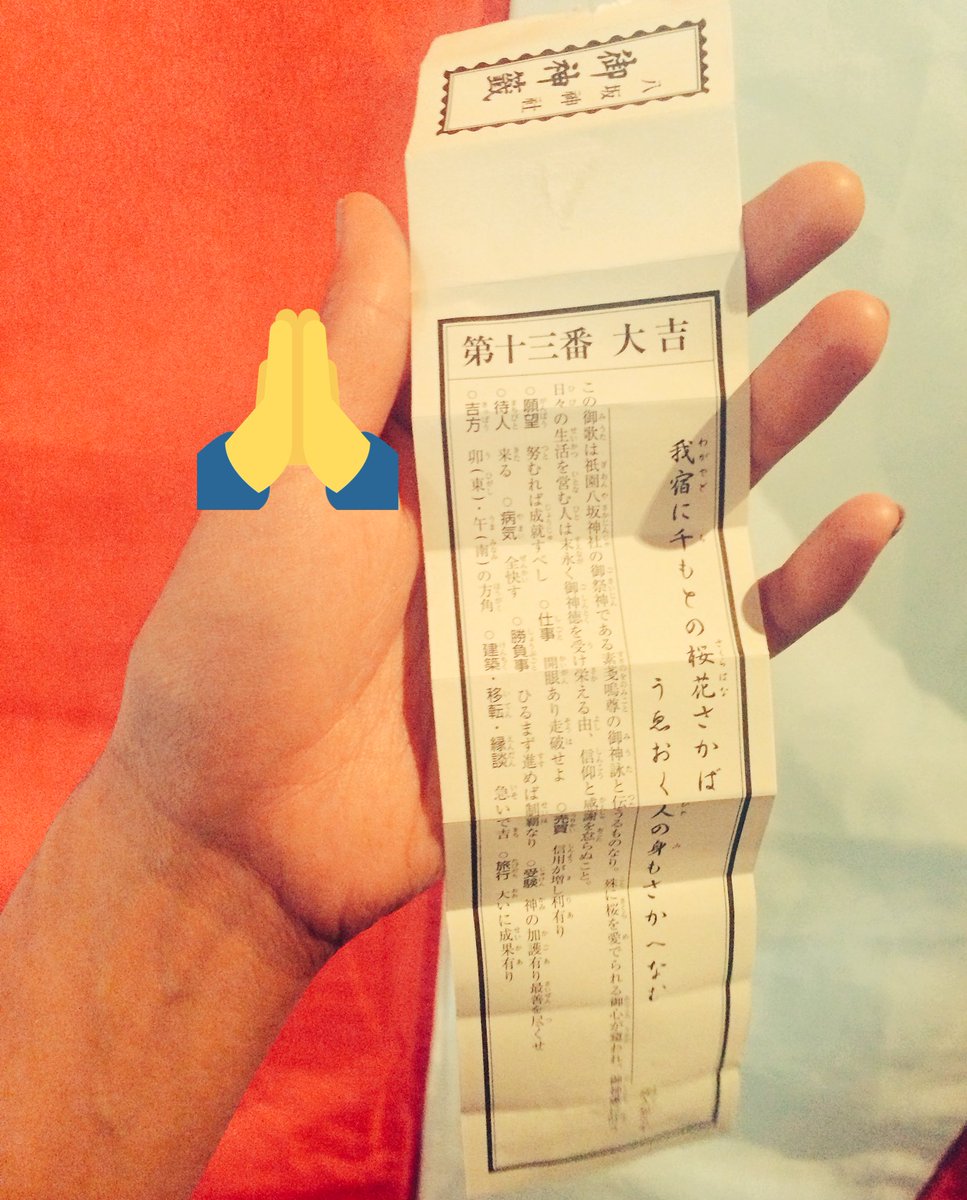 御神籤
八坂神社
第十三番 大吉
我宿に千もとの桜花さかば
うゑおく人の身もさかへなむ
この御歌は祇園八坂神社の御祭神である素戔嗚尊の御神詠と伝うるものなり。殊に桜を愛でられる御心が窺われ、
日々の生活を営む人は末永く御神徳を受け栄える由、信仰と感謝を怠らぬこと。
○願望 努むれば成就すべし ○仕事 開眼あり走破せよ ○売買 信用が増し利有り
○待人 来る ○病気 全快す ○勝負事 ひるまず進めば制覇なり ○受験 神の加護有り最善を尽くせ
○吉方 卯(東)・午(南)の方角 ○建築・移転・縁談 急いで吉 ○旅行 大いに成果有り